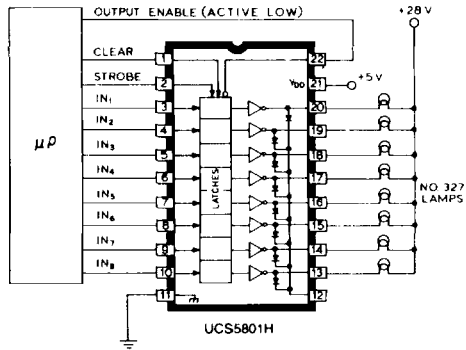 OUTPUT ENABLE (ACTIVE LOW)
+28 V
CLEAR
1
22
STROBE
2
VDD
21
+5 V
IN1
3
20
IN2
4
19
μP
IN3
5
18
IN4
6
17
LATCHES
NO 327
LAMPS
IN5
7
16
IN6
8
15
IN7
9
14
IN8
10
13
11
12
UCS5801H